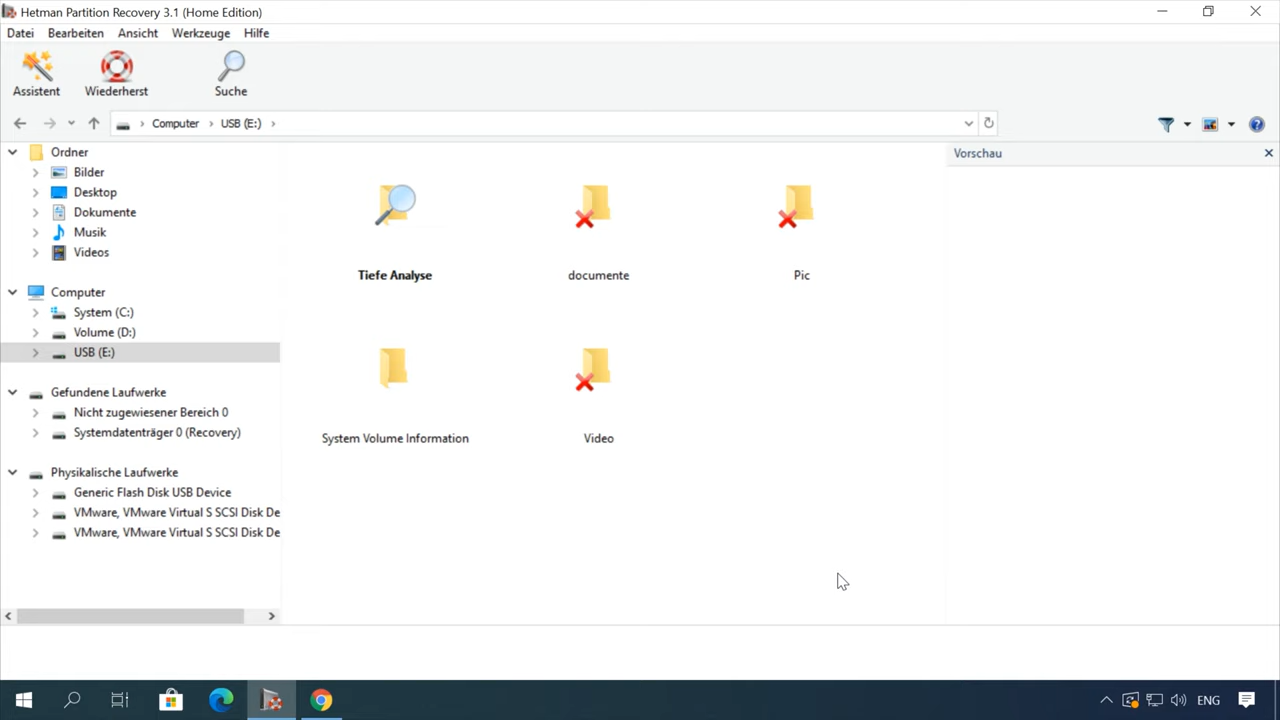 Hetman Partition Recovery 3.1 (Home Edition)
Datei Bearbeiten Ansicht Werkzeuge Hilfe
Assistent Wiederherst Suche
Computer USB (E:)
Ordner
Bilder
Desktop
Dokumente
Musik
Videos
Computer
System (C:)
Volume (D:)
USB (E:)
Gefundene Laufwerke
Nicht zugewiesener Bereich 0
Systemdatenträger 0 (Recovery)
Physikalische Laufwerke
Generic Flash Disk USB Device
VMware, VMware Virtual S SCSI Disk De
VMware, VMware Virtual S SCSI Disk De
Tiefe Analyse documente Pic
System Volume Information Video
Vorschau
ENG